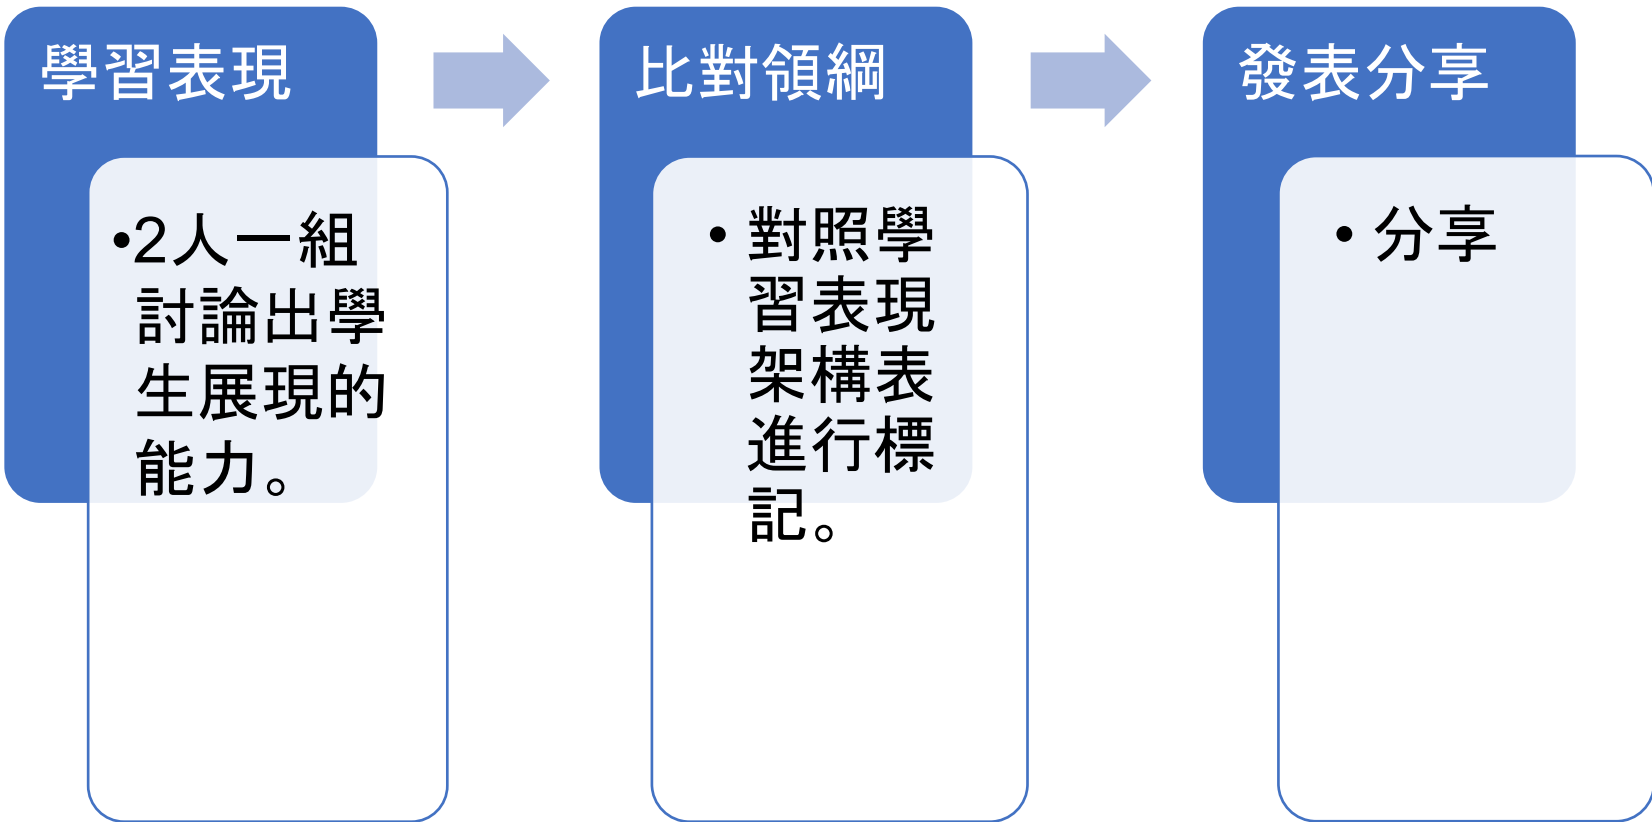 學習表現
•2人一組
討論出學
生展現的
能力。
比對領綱
• 對照學
習表現
架構表
進行標
記。
發表分享
• 分享